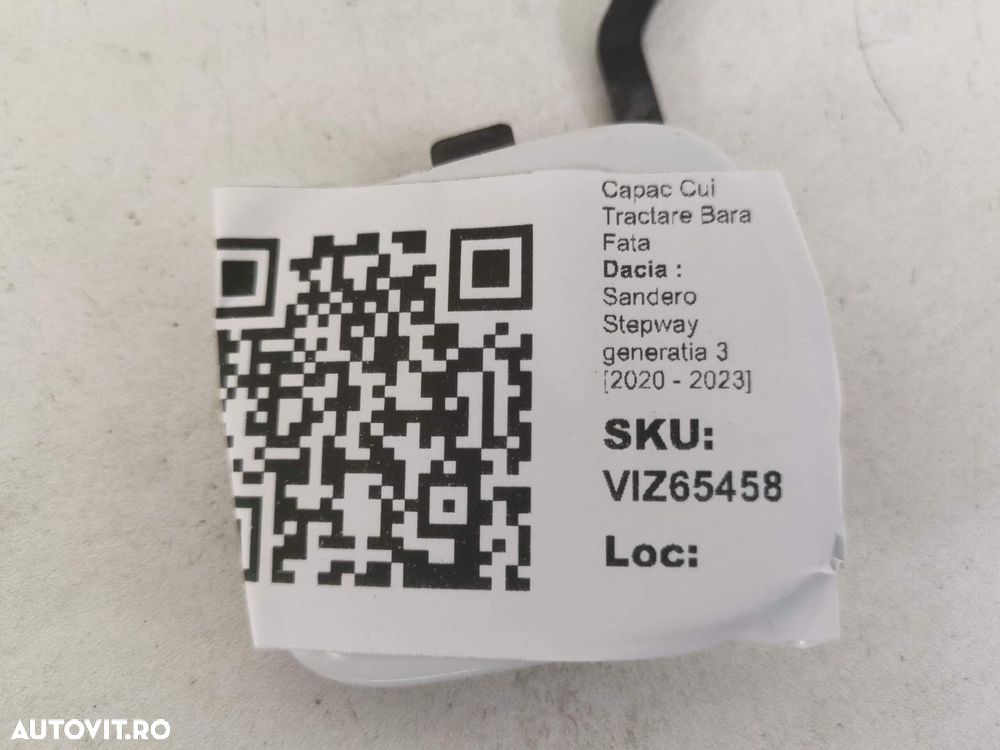 Capac Cui
Tractare Bara
Fata
Dacia :
Sandero
Stepway
generatia 3
[2020 - 2023]
SKU:
VIZ65458
Loc:
AUTOVIT.RO